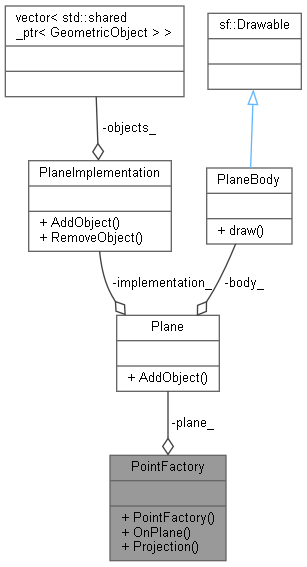 vector< std::shared
_ptr< GeometricObject > >
sf::Drawable
-objects_
PlaneImplementation
+ AddObject()
+ RemoveObject()
PlaneBody
+ draw()
-implementation_
-body_
Plane
+ AddObject()
-plane_
PointFactory
+ PointFactory()
+ OnPlane()
+ Projection()